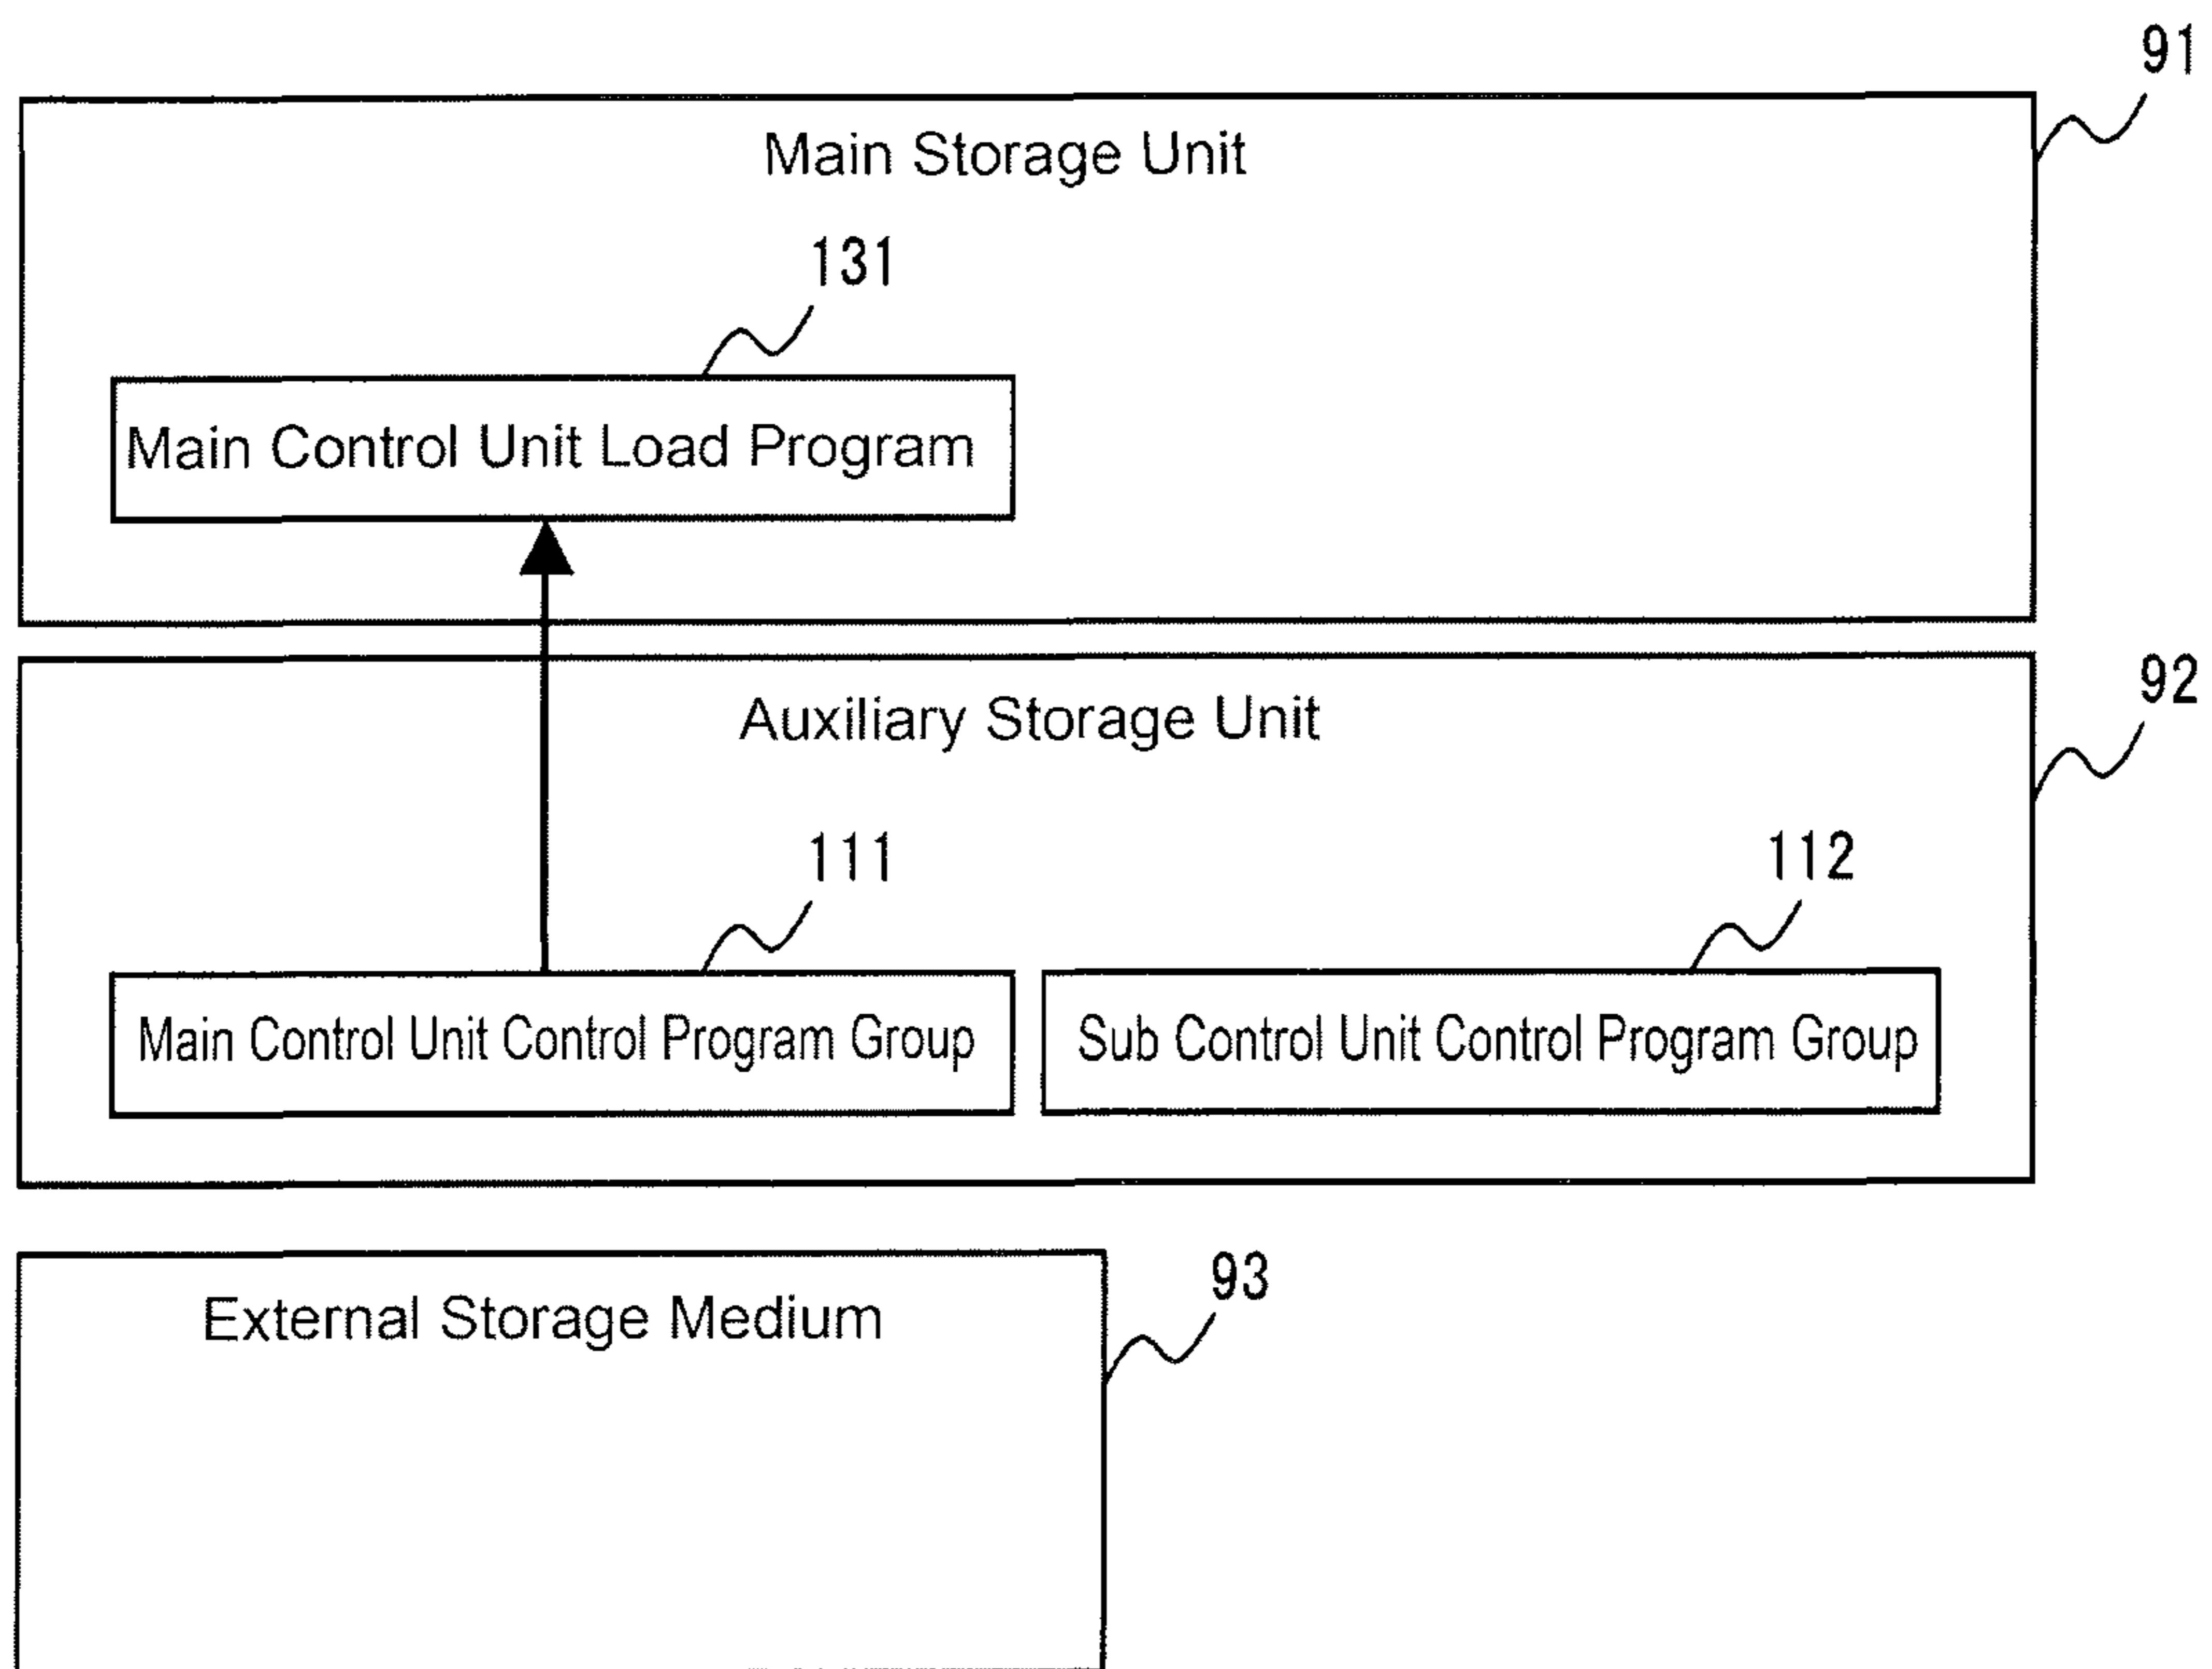 91
Main Storage Unit
131
Main Control Unit Load Program
92
Auxiliary Storage Unit
111
112
Main Control Unit Control Program Group
Sub Control Unit Control Program Group
93
External Storage Medium